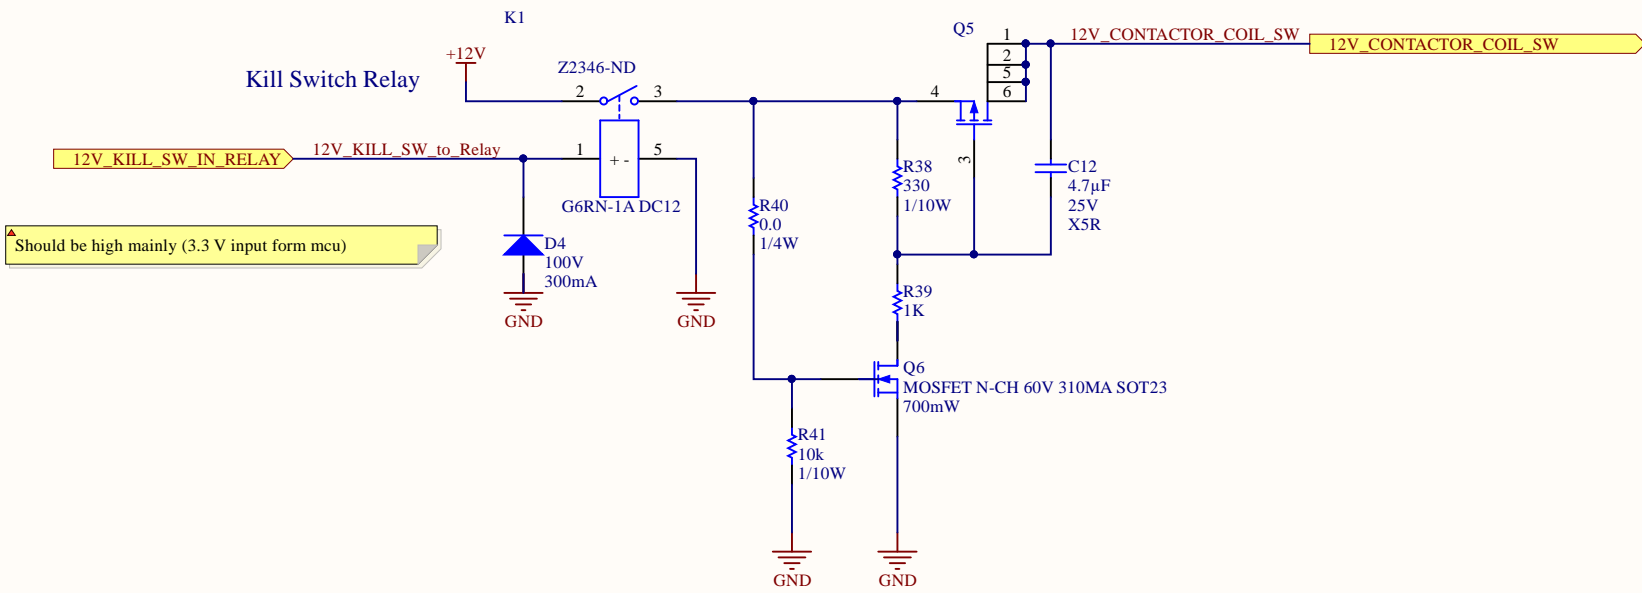 K1
Q5
1
12V_CONTACTOR_COIL_SW
12V_CONTACTOR_COIL_SW
+12V
2
Kill Switch Relay
Z2346-ND
5
2
3
4
6
12V_KILL_SW_IN_RELAY
12V_KILL_SW_to_Relay
1
+ -
5
3
R38
330
1/10W
C12
4.7µF
25V
X5R
G6RN-1A DC12
R40
0.0
1/4W
Should be high mainly (3.3 V input form mcu)
D4
100V
300mA
GND
GND
R39
1K
Q6
MOSFET N-CH 60V 310MA SOT23
700mW
R41
10k
1/10W
GND
GND